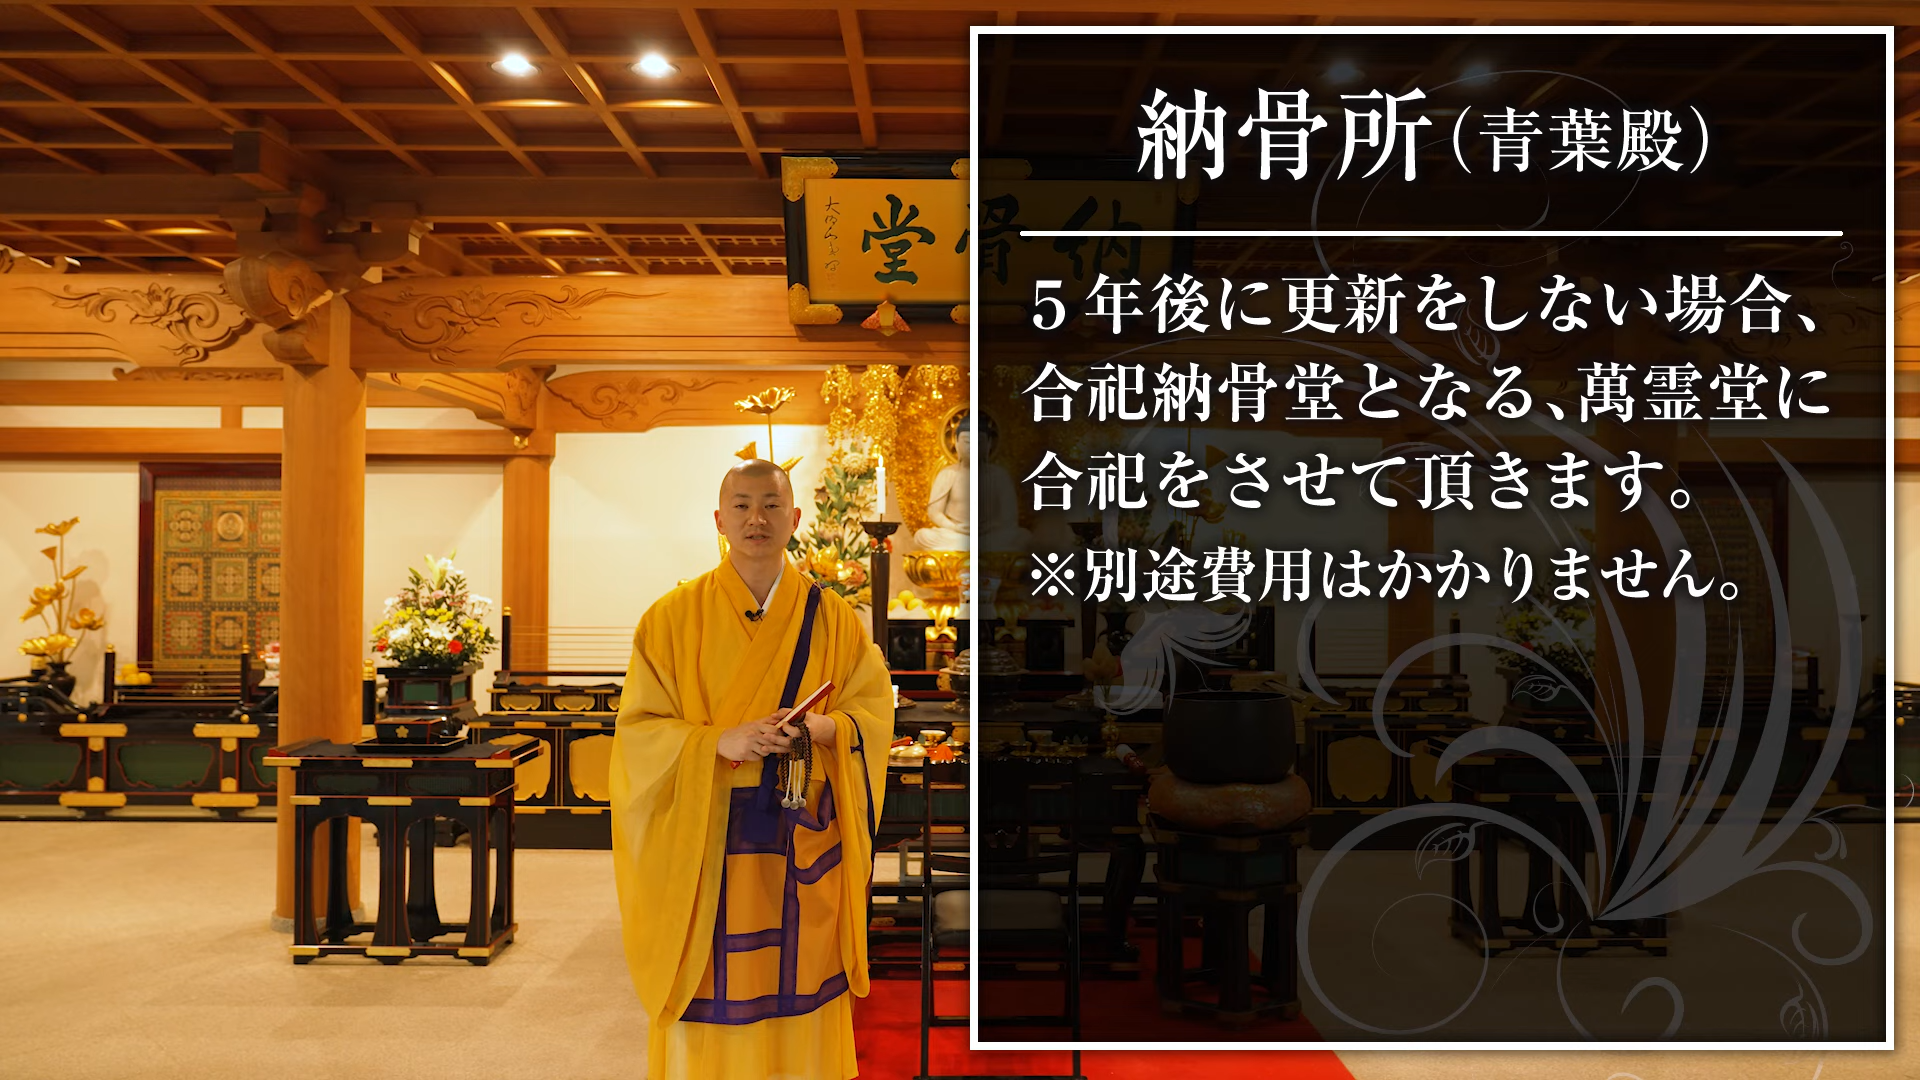 納骨所（青葉殿）
５年後に更新をしない場合、
合祀納骨堂となる、萬霊堂に
合祀をさせて頂きます。
※別途費用はかかりません。
納骨堂